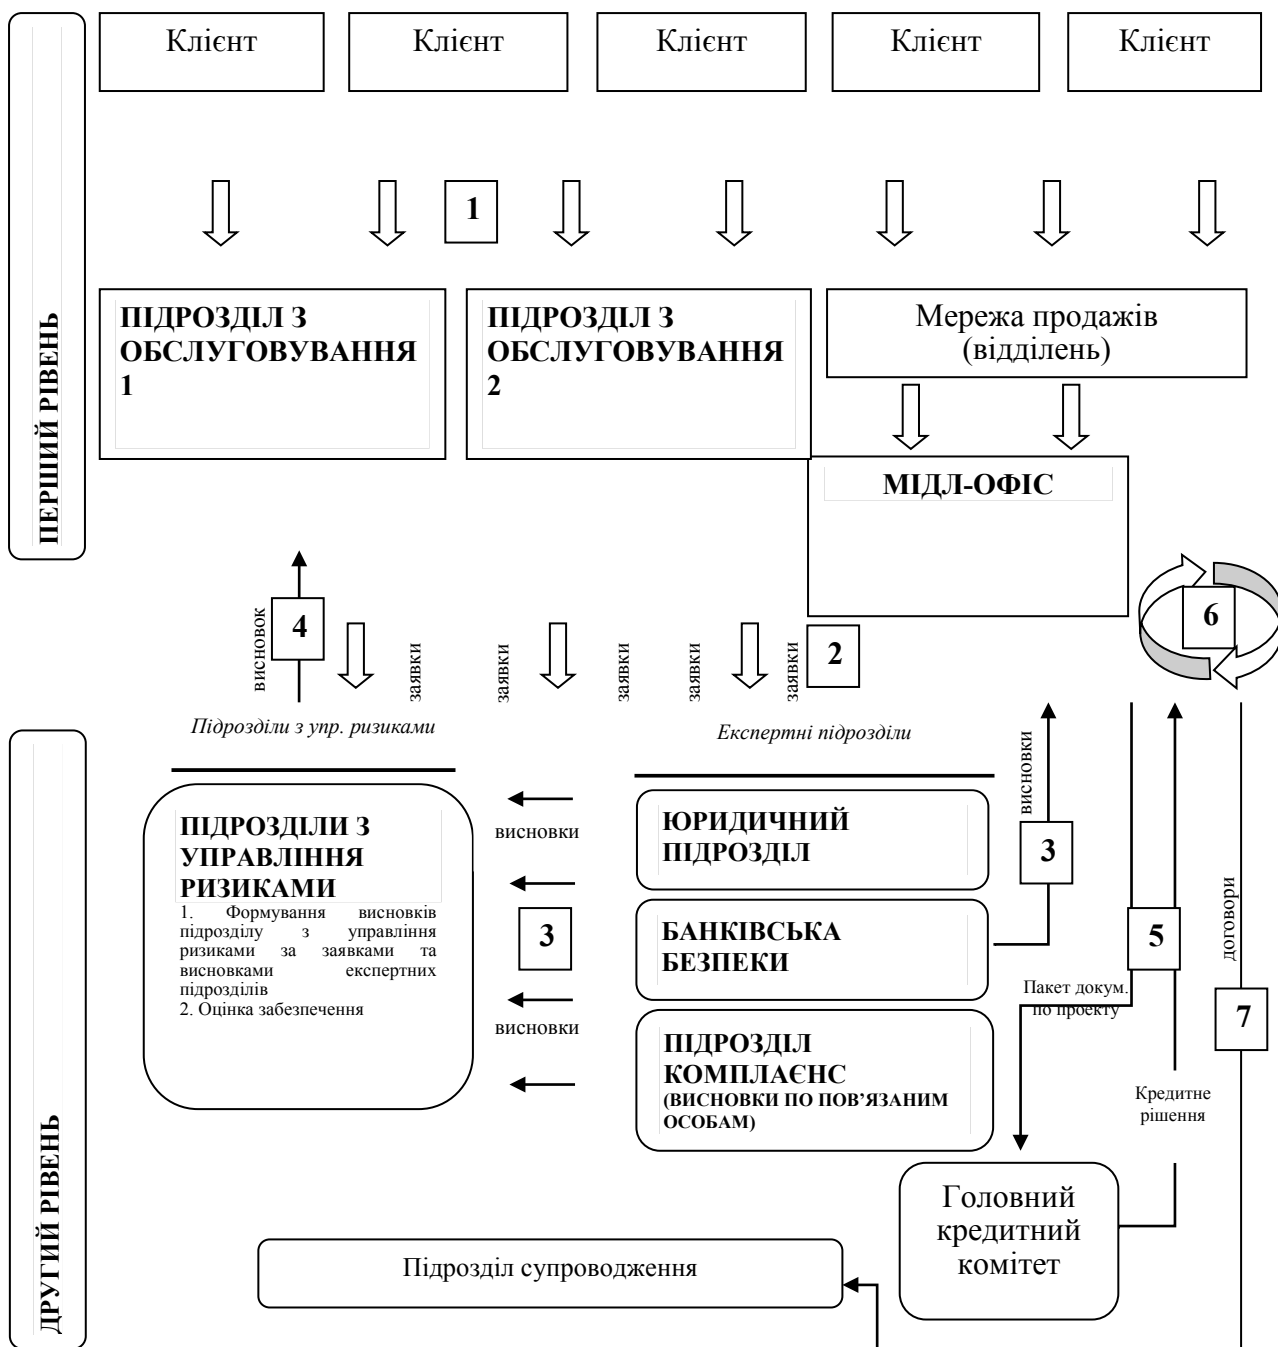 Клієнт
Клієнт
Клієнт
Клієнт
Клієнт
ПЕРШИЙ РІВЕНЬ
1
ПІДРОЗДІЛ З
ОБСЛУГОВУВАННЯ
1
ПІДРОЗДІЛ З
ОБСЛУГОВУВАННЯ
2
Мережа продажів
(відділень)
МІДЛ-ОФІС
висновок
4
заявки
заявки
заявки
заявки
заявки
2
6
ДРУГИЙ РІВЕНЬ
Підрозділи з упр. ризиками
Експертні підрозділи
ПІДРОЗДІЛИ З
УПРАВЛІННЯ
РИЗИКАМИ
1. Формування висновків
підрозділу з управління
ризиками за заявками та
висновками експертних
підрозділів
2. Оцінка забезпечення
висновки
3
висновки
ЮРИДИЧНИЙ
ПІДРОЗДІЛ
БАНКІВСЬКА
БЕЗПЕКИ
ПІДРОЗДІЛ
КОМПЛАЄНС
(ВИСНОВКИ ПО ПОВ’ЯЗАНИМ
ОСОБАМ)
висновки
3
5
Пакет докум.
по проекту
договори
7
Кредитне
рішення
Головний
кредитний
комітет
Підрозділ супроводження